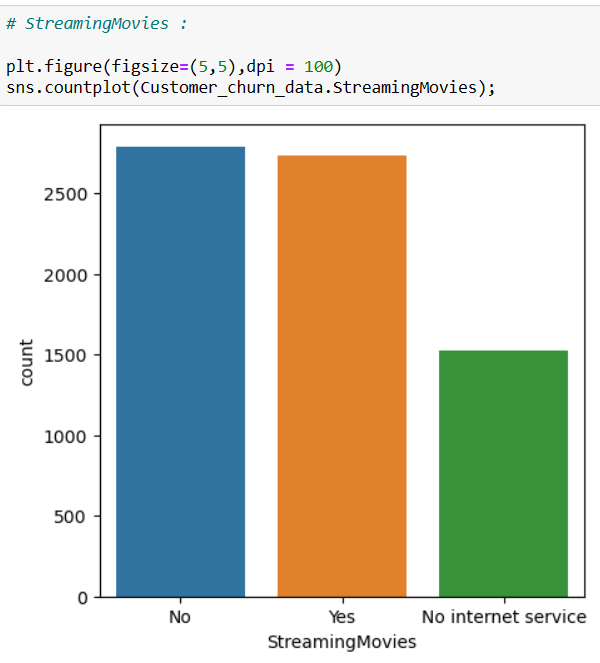 # StreamingMovies :
plt.figure(figsize=(5,5),dpi = 100)
sns.countplot(Customer_churn_data.StreamingMovies);
2500
2000
1500
1000
500
0
count
No Yes No internet service
StreamingMovies